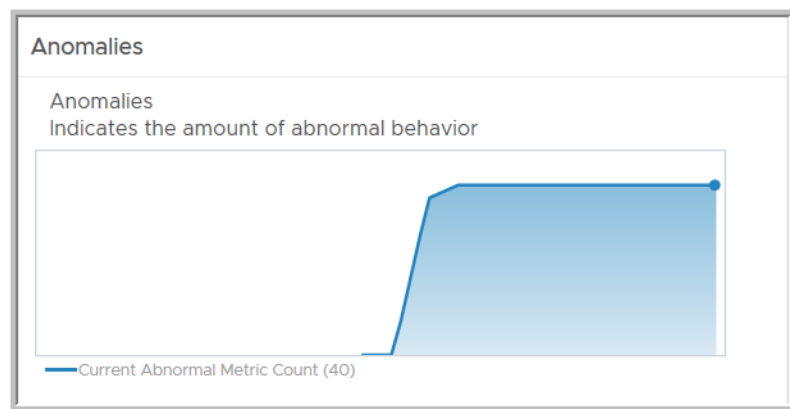 Anomalies
Anomalies
Indicates the amount of abnormal behavior
Current Abnormal Metric Count (40)